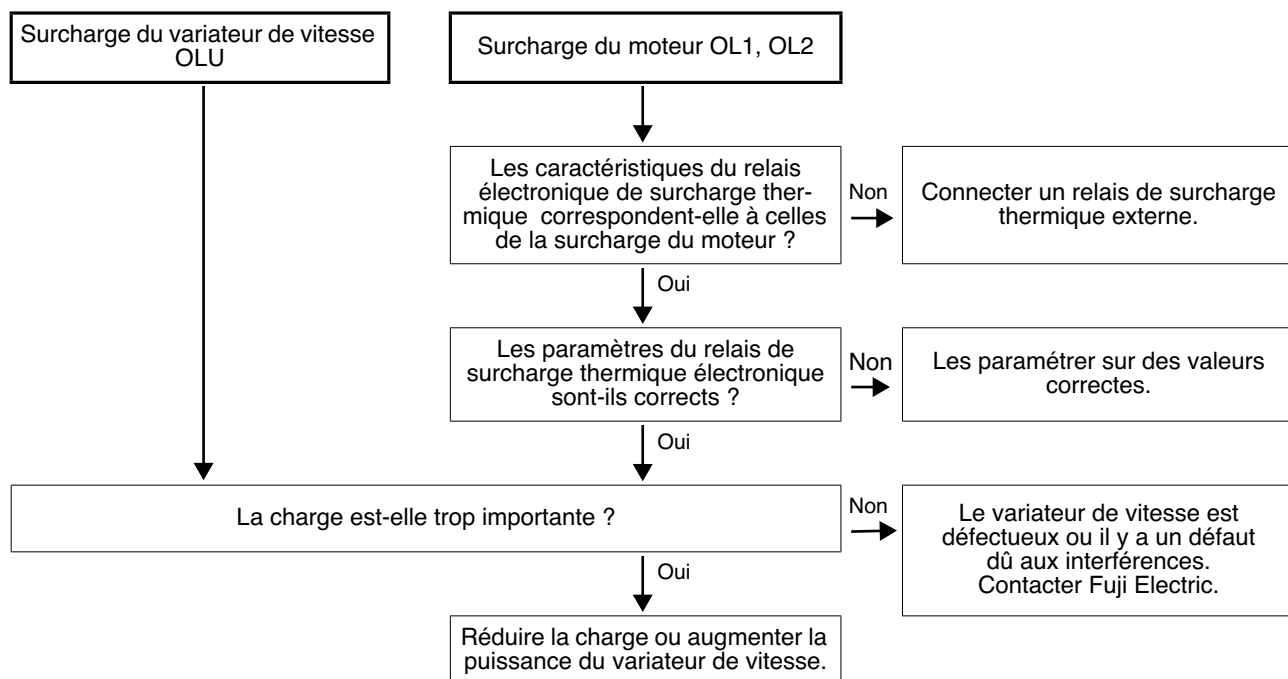 Surcharge du variateur de vitesse
OLU
Surcharge du moteur OL1, OL2
Les caractéristiques du relais
électronique de surcharge ther-
mique correspondent-elle à celles
de la surcharge du moteur ?
Non
Connecter un relais de surcharge
thermique externe.
Oui
Les paramètres du relais de
surcharge thermique électronique
sont-ils corrects ?
Non
Les paramétrer sur des valeurs
correctes.
Oui
La charge est-elle trop importante ?
Non
Le variateur de vitesse est
défectueux ou il y a un défaut
dû aux interférences.
Contacter Fuji Electric.
Oui
Réduire la charge ou augmenter la
puissance du variateur de vitesse.